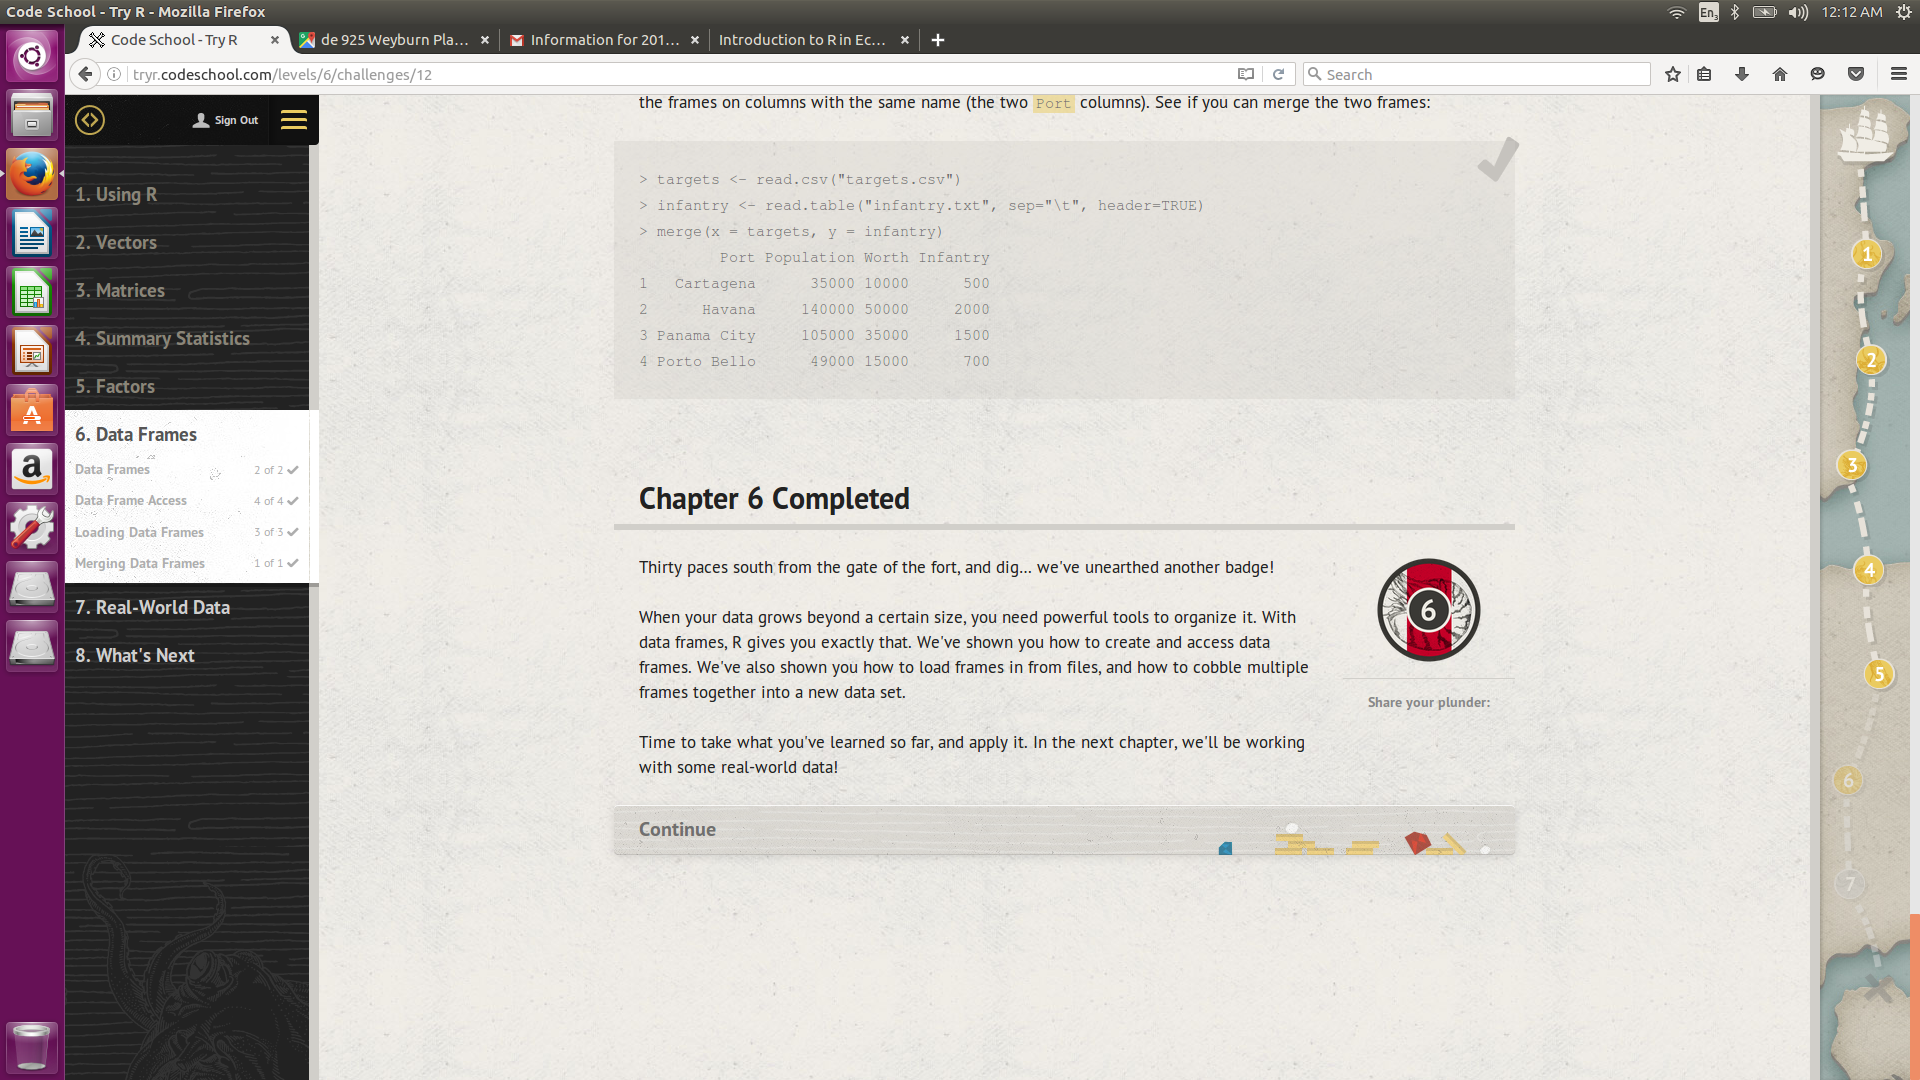 Code School - Try R - Mozilla Firefox
En3
12:12 AM
Code School - Try R
de 925 Weyburn Pla...
Information for 201...
Introduction to R in Ec...
tryr.codeschool.com/levels/6/challenges/12
Search
Sign Out
1. Using R
2. Vectors
3. Matrices
4. Summary Statistics
5. Factors
6. Data Frames
Data Frames 2 of 2
Data Frame Access 4 of 4
Loading Data Frames 3 of 3
Merging Data Frames 1 of 1
7. Real-World Data
8. What's Next
the frames on columns with the same name (the two Port columns). See if you can merge the two frames:
> targets <- read.csv("targets.csv")
> infantry <- read.table("infantry.txt", sep="\t", header=TRUE)
> merge(x = targets, y = infantry)
Port Population Worth Infantry
1 Cartagena 35000 10000 500
2 Havana 140000 50000 2000
3 Panama City 105000 35000 1500
4 Porto Bello 49000 15000 700
Chapter 6 Completed
Thirty paces south from the gate of the fort, and dig... we've unearthed another badge!
When your data grows beyond a certain size, you need powerful tools to organize it. With
data frames, R gives you exactly that. We've shown you how to create and access data
frames. We've also shown you how to load frames in from files, and how to cobble multiple
frames together into a new data set.
Time to take what you've learned so far, and apply it. In the next chapter, we'll be working
with some real-world data!
6
Share your plunder:
Continue
1
2
3
4
5
6
7